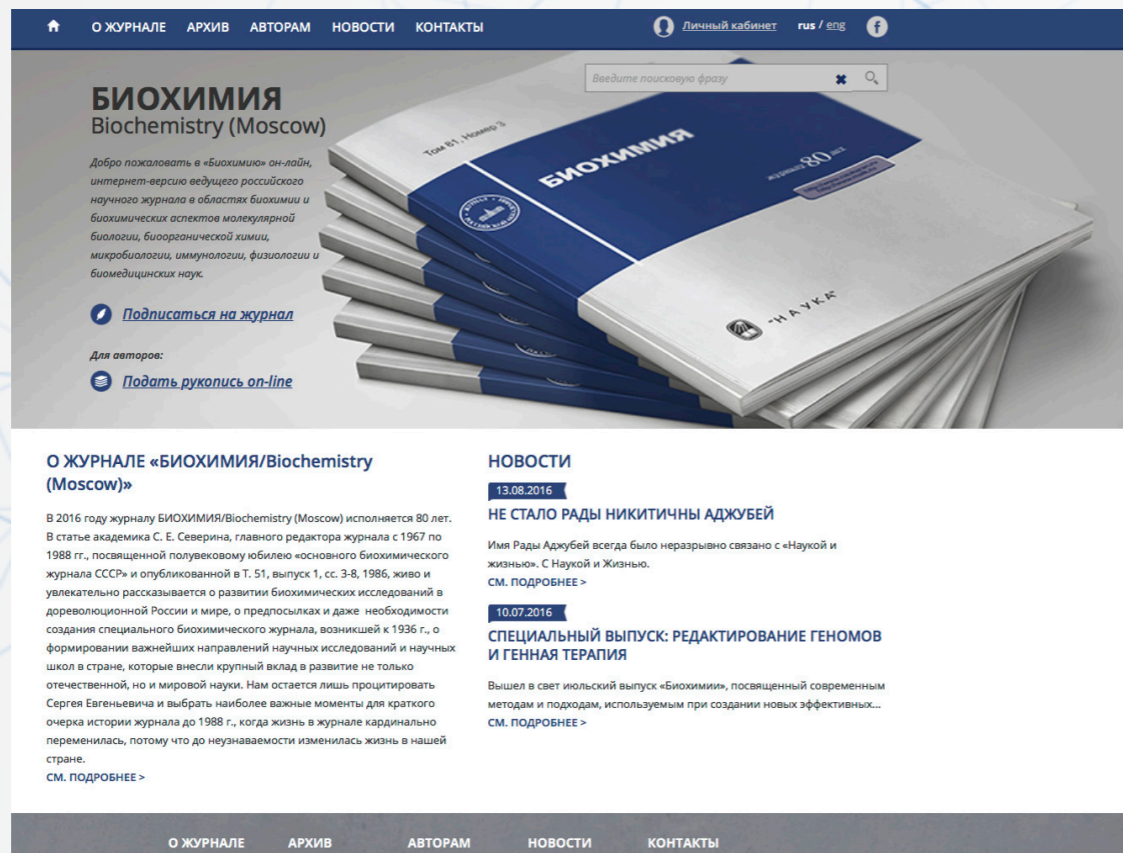 О ЖУРНАЛЕ АРХИВ АВТОРАМ НОВОСТИ КОНТАКТЫ
Личный кабинет rus / eng f
Введите поисковую фразу
БИОХИМИЯ
Biochemistry (Moscow)
Добро пожаловать в «Биохимию» он-лайн,
интернет-версию ведущего российского
научного журнала в областях биохимии и
биохимических аспектов молекулярной
биологии, биоорганической химии,
микробиологии, иммунологии, физиологии и
биомедицинских наук.
Подписаться на журнал
Для авторов:
Подать рукопись on-line
Том 81, Номер 3
БИОХИМИЯ
журналу 80 лет
"НАУКА"
О ЖУРНАЛЕ «БИОХИМИЯ/Biochemistry
(Moscow)»
В 2016 году журналу БИОХИМИЯ/Biochemistry (Moscow) исполняется 80 лет.
В статье академика С. Е. Северина, главного редактора журнала с 1967 по
1988 гг., посвященной полувековому юбилею «основного биохимического
журнала СССР» и опубликованной в Т. 51, выпуск 1, сс. 3-8, 1986, живо и
увлекательно рассказывается о развитии биохимических исследований в
дореволюционной России и мире, о предпосылках и даже необходимости
создания специального биохимического журнала, возникшей к 1936 г., о
формировании важнейших направлений научных исследований и научных
школ в стране, которые внесли крупный вклад в развитие не только
отечественной, но и мировой науки. Нам остается лишь процитировать
Сергея Евгеньевича и выбрать наиболее важные моменты для краткого
очерка истории журнала до 1988 г., когда жизнь в журнале кардинально
переменилась, потому что до неузнаваемости изменилась жизнь в нашей
стране.
СМ. ПОДРОБНЕЕ >
НОВОСТИ
13.08.2016
НЕ СТАЛО РАДЫ НИКИТИЧНЫ АДЖУБЕЙ
Имя Рады Аджубей всегда было неразрывно связано с «Наукой и
жизнью». С Наукой и Жизнью.
СМ. ПОДРОБНЕЕ >
10.07.2016
СПЕЦИАЛЬНЫЙ ВЫПУСК: РЕДАКТИРОВАНИЕ ГЕНОМОВ
И ГЕННАЯ ТЕРАПИЯ
Вышел в свет июльский выпуск «Биохимии», посвященный современным
методам и подходам, используемым при создании новых эффективных...
СМ. ПОДРОБНЕЕ >
О ЖУРНАЛЕ АРХИВ АВТОРАМ НОВОСТИ КОНТАКТЫ